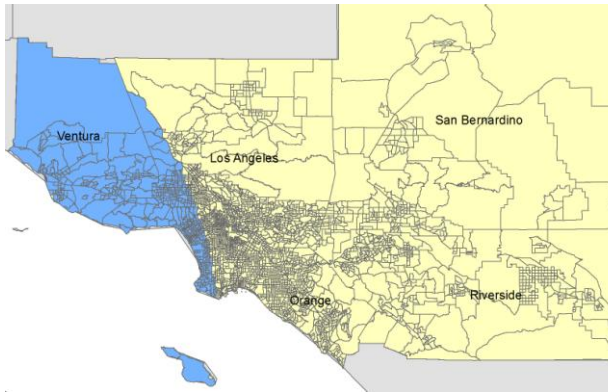 San Bernardino
Ventura
Los Angeles
Orange
Riverside